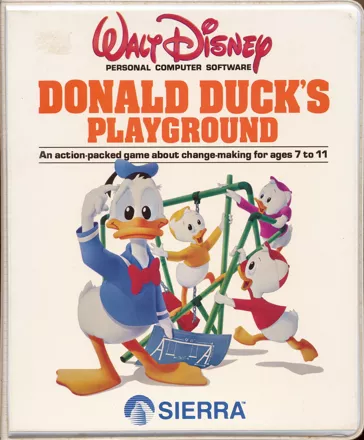 WALT DISNEY
PERSONAL COMPUTER SOFTWARE
DONALD DUCK'S
PLAYGROUND
An action-packed game about change-making for ages 7 to 11
SIERRA™